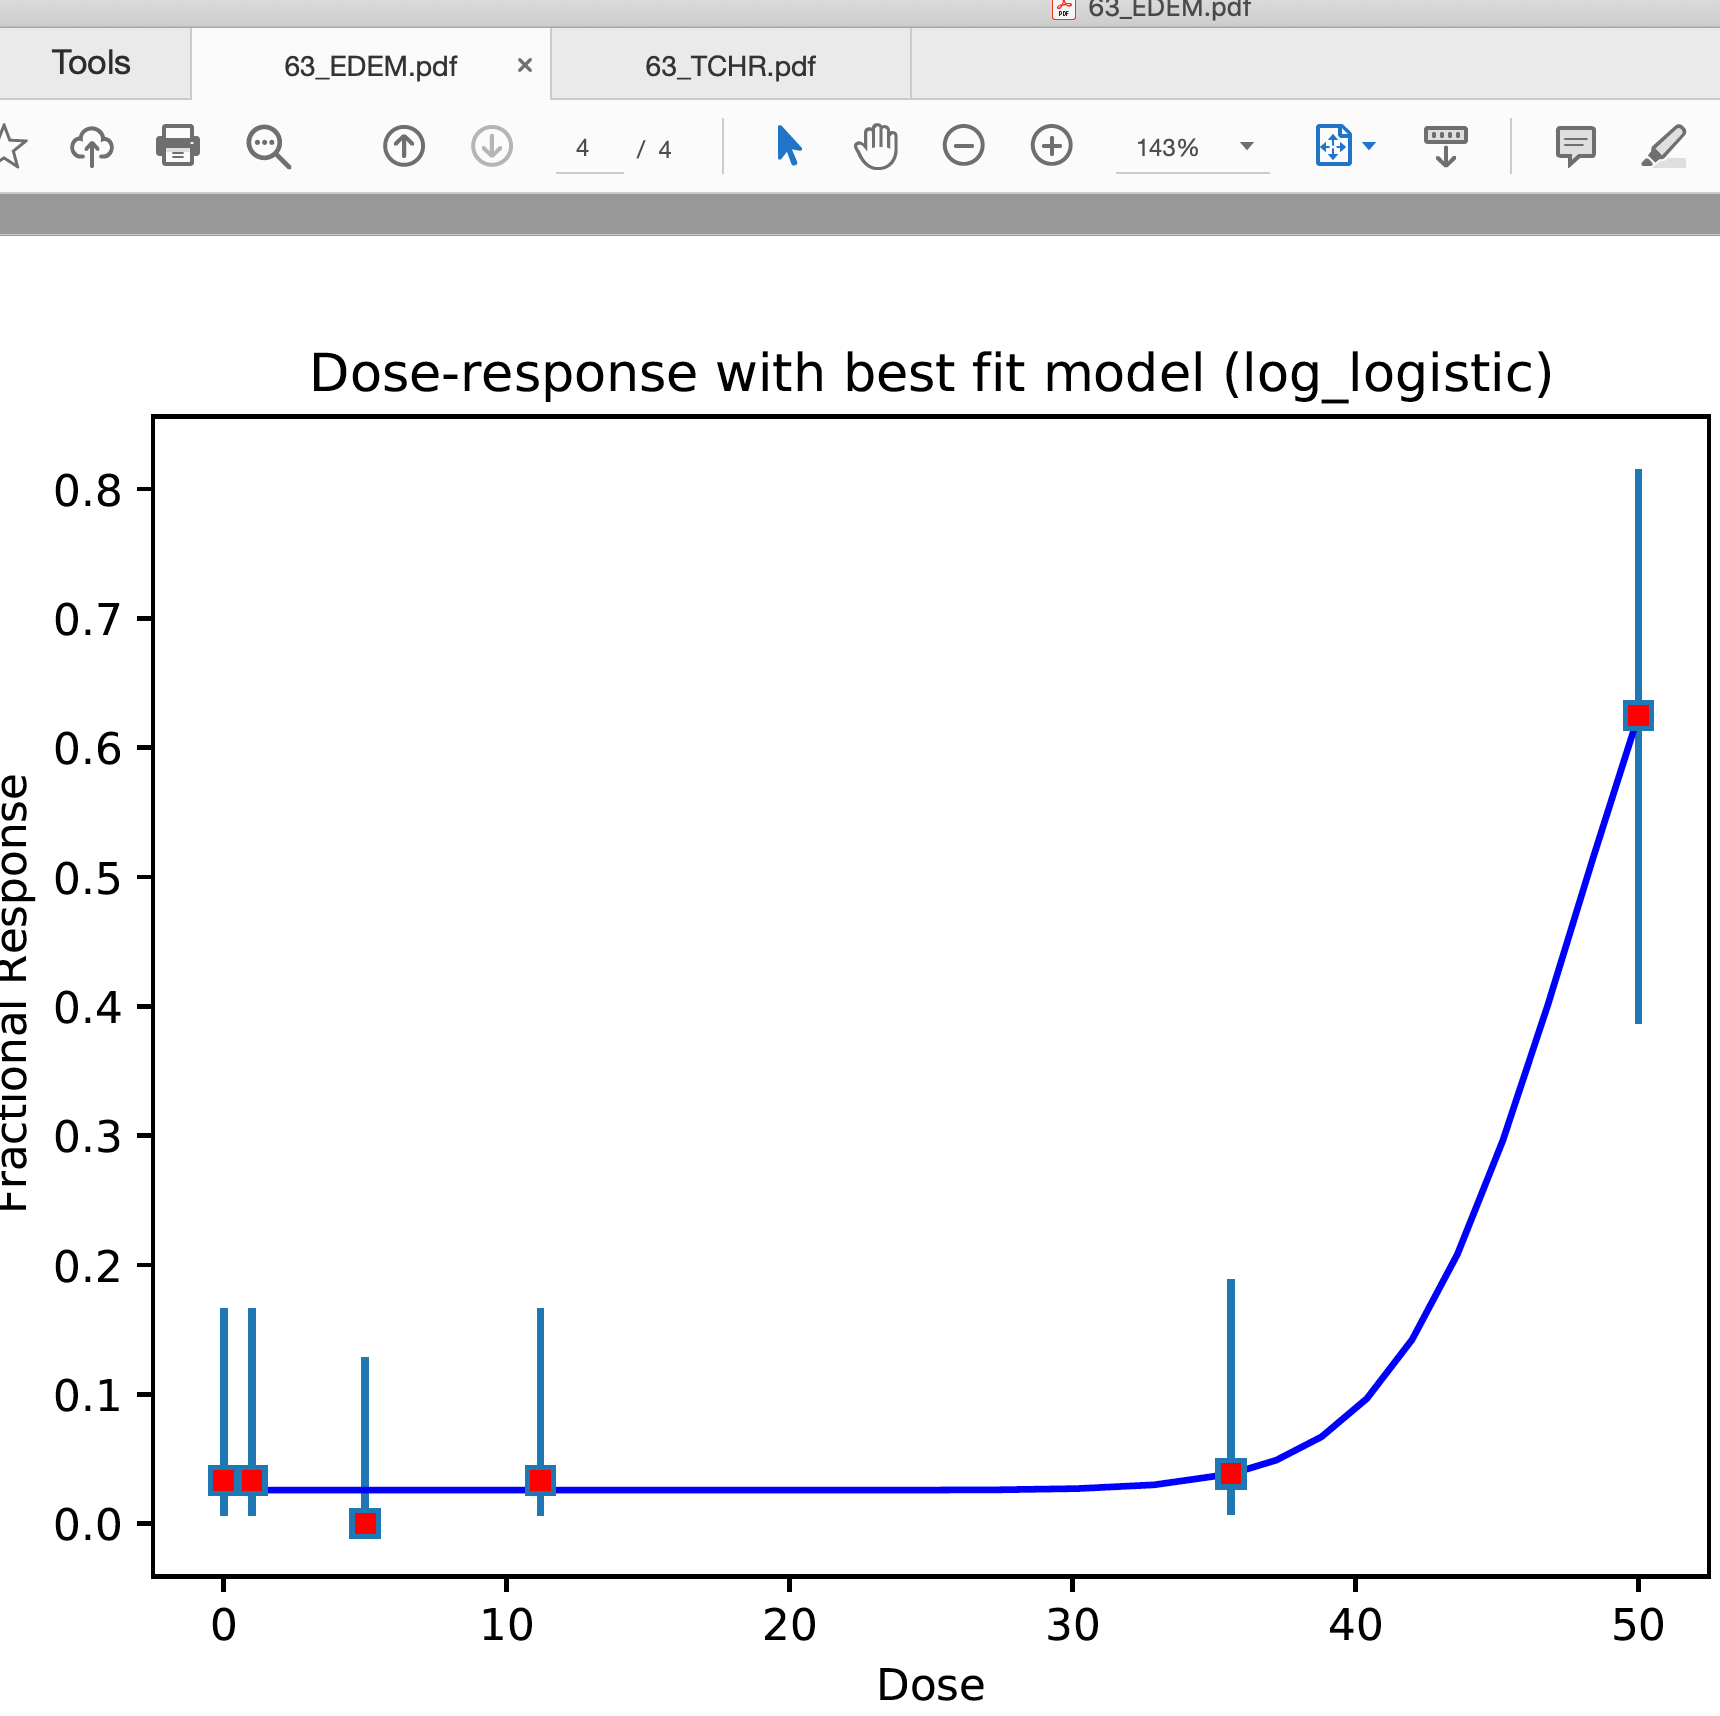 63_EDEM.pdf
Tools
63_EDEM.pdf ×
63_TCHR.pdf
4 / 4
143%
Dose-response with best fit model (log_logistic)
0.8
0.7
0.6
0.5
0.4
0.3
0.2
0.1
0.0
Fractional Response
0 10 20 30 40 50
Dose